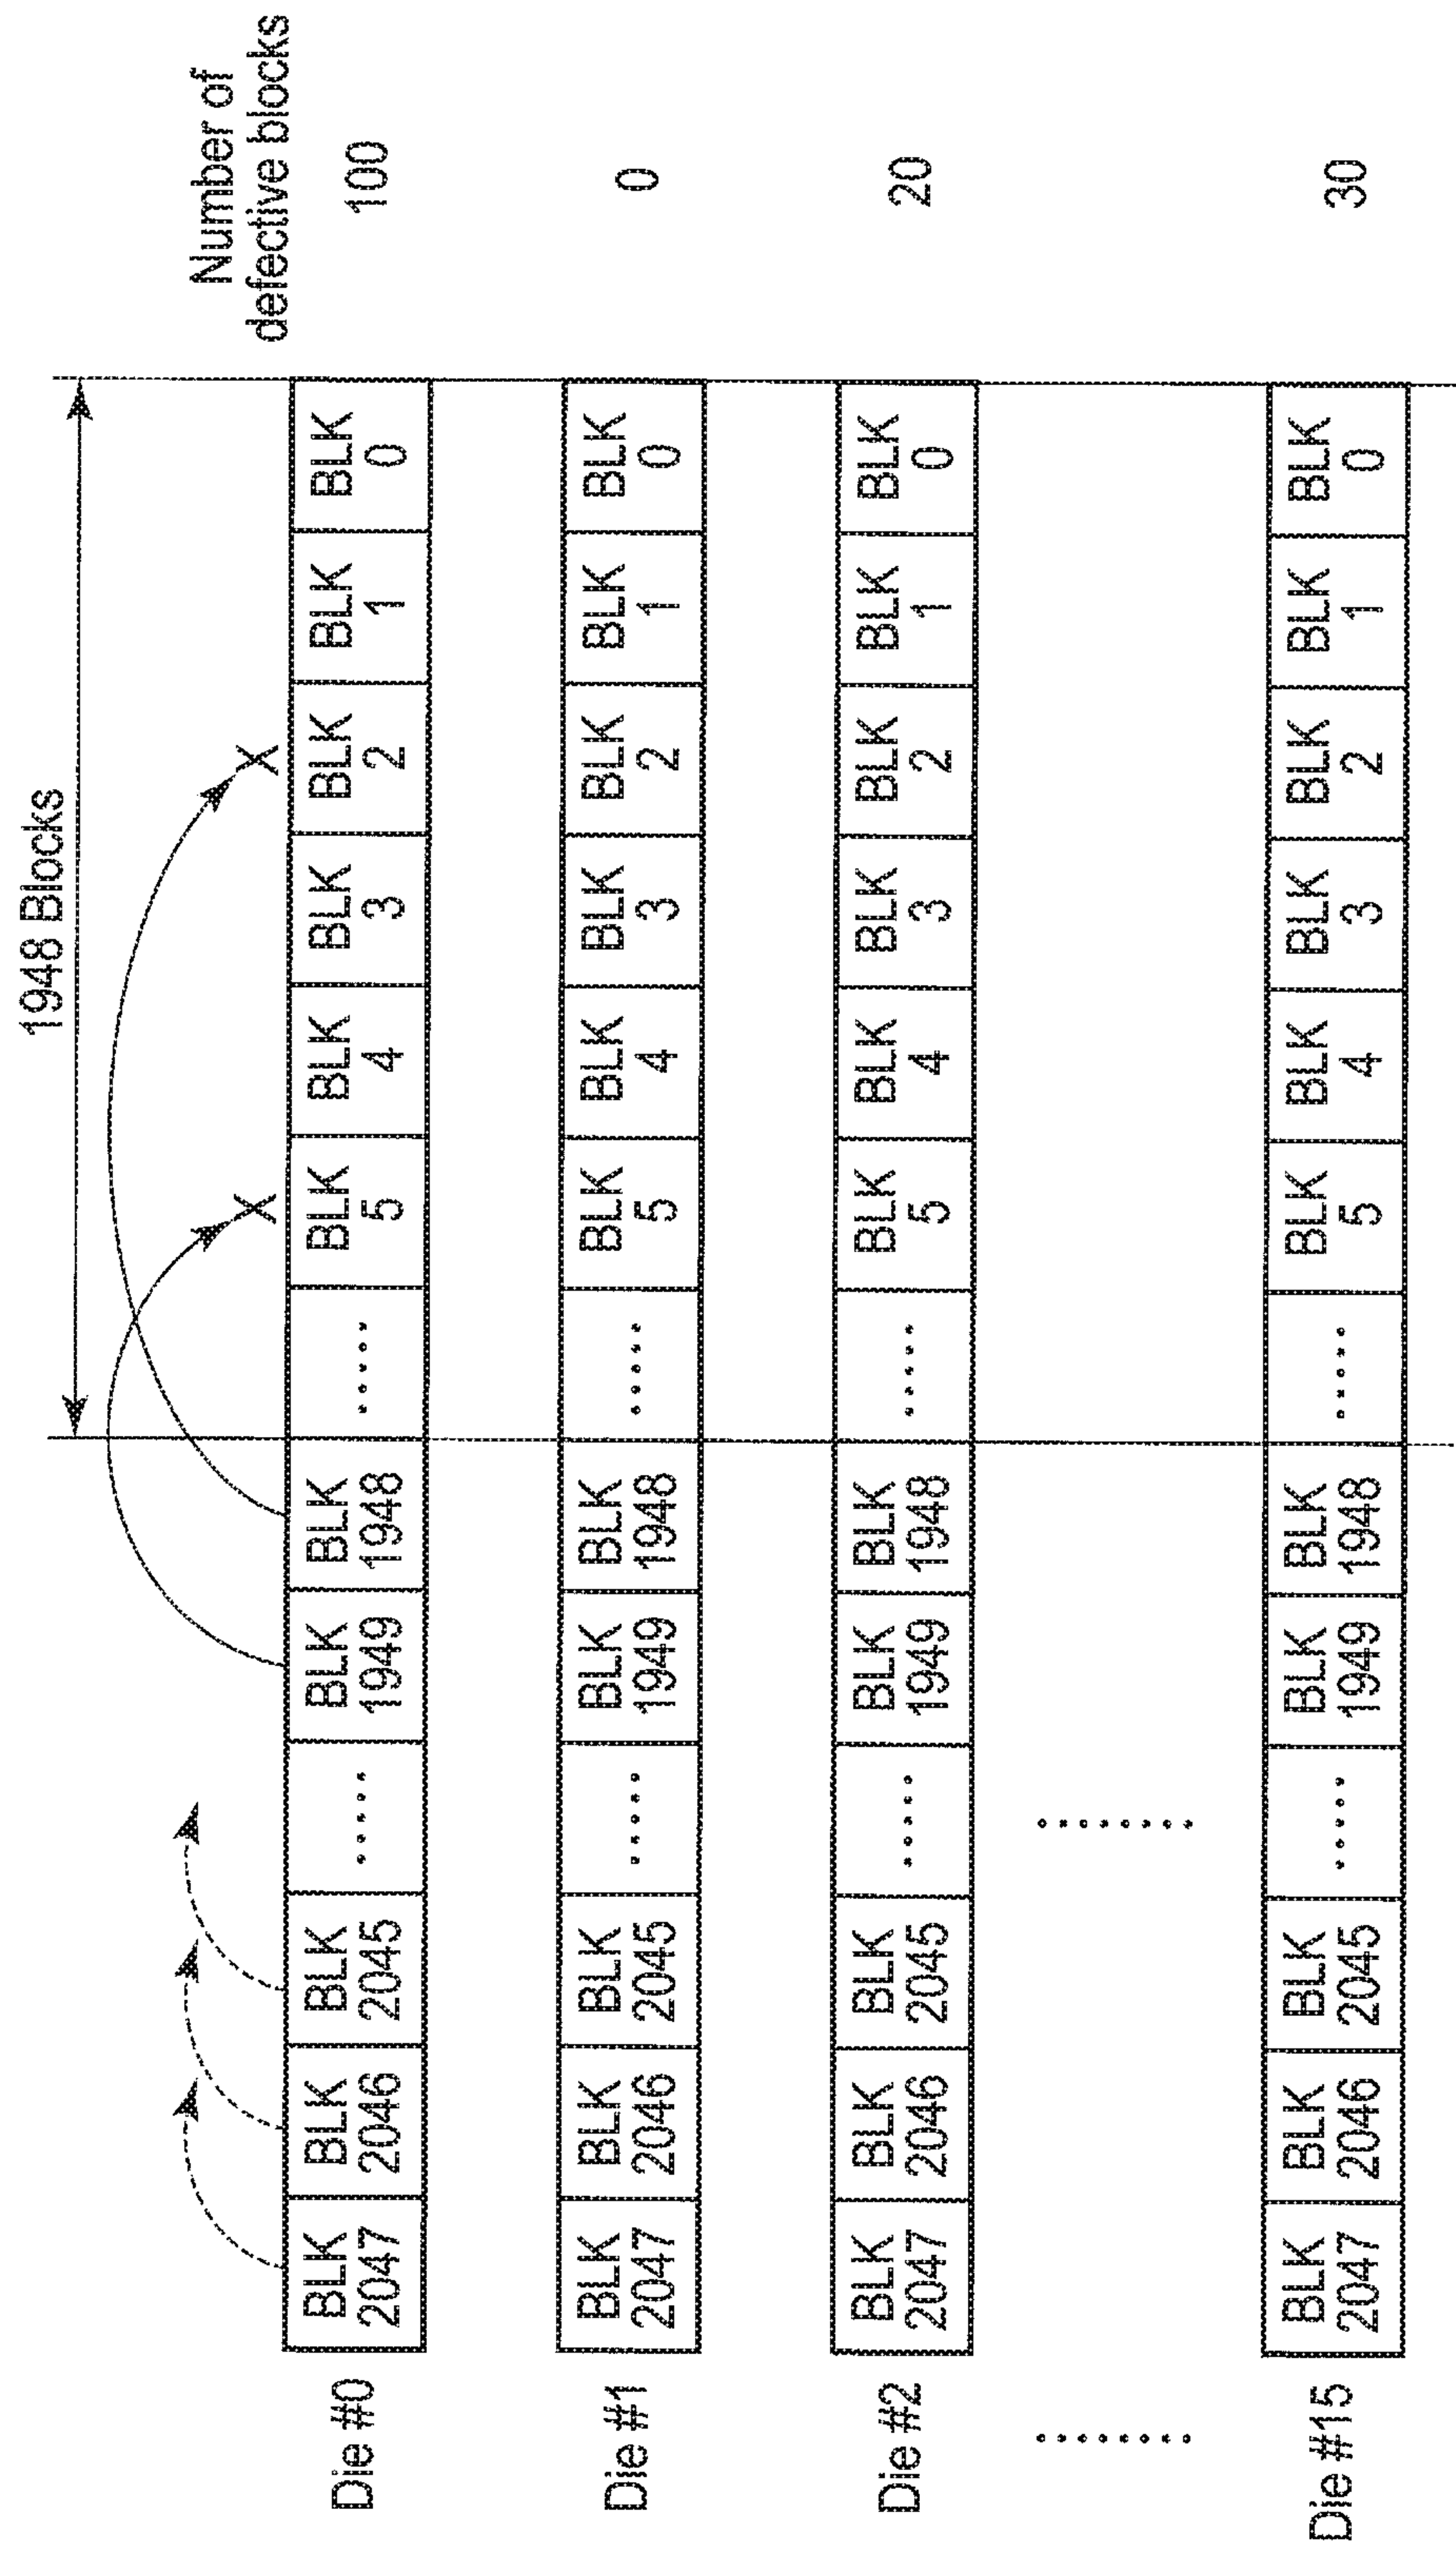 1948 Blocks
Number of
defective blocks
Die #0
BLK
2047
BLK
2046
BLK
2045
.....
BLK
1949
BLK
1948
.....
BLK
5
BLK
4
BLK
3
BLK
2
BLK
1
BLK
0
100
X
X
Die #1
BLK
2047
BLK
2046
BLK
2045
.....
BLK
1949
BLK
1948
.....
BLK
5
BLK
4
BLK
3
BLK
2
BLK
1
BLK
0
0
Die #2
BLK
2047
BLK
2046
BLK
2045
.....
BLK
1949
BLK
1948
.....
BLK
5
BLK
4
BLK
3
BLK
2
BLK
1
BLK
0
20
........
........
Die #15
BLK
2047
BLK
2046
BLK
2045
.....
BLK
1949
BLK
1948
.....
BLK
5
BLK
4
BLK
3
BLK
2
BLK
1
BLK
0
30